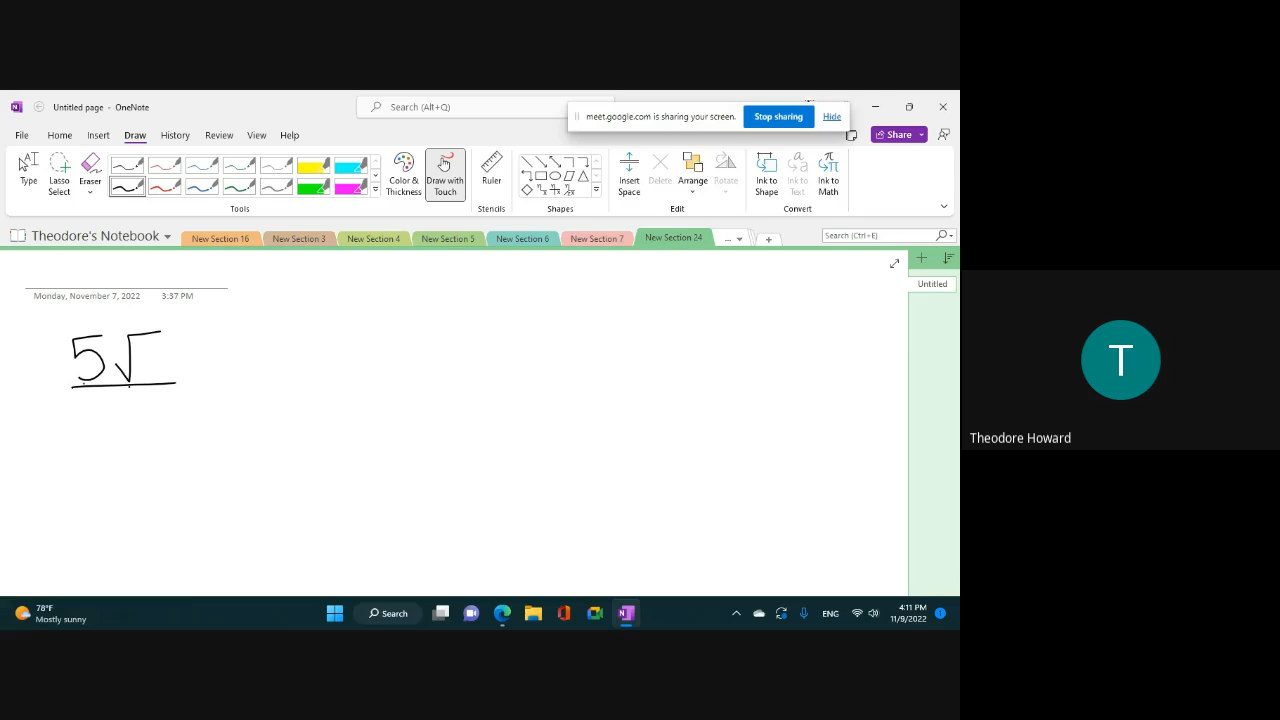 Untitled page - OneNote
Search (Alt+Q)
meet.google.com is sharing your screen.
Stop sharing
Hide
File Home Insert Draw History Review View Help
Share
Type
Lasso Select
Eraser
Color & Thickness
Draw with Touch
Ruler
Insert Space
Delete
Arrange
Rotate
Ink to Shape
Ink to Text
Ink to Math
Tools
Stencils
Shapes
Edit
Convert
Theodore's Notebook
New Section 16
New Section 3
New Section 4
New Section 5
New Section 6
New Section 7
New Section 24
...
Search (Ctrl+E)
Untitled
Monday, November 7, 2022 3:37 PM
5√
T
Theodore Howard
78°F
Mostly sunny
Search
ENG
4:11 PM
11/9/2022
1